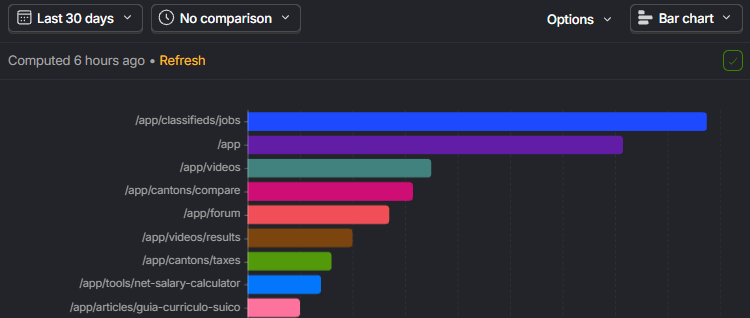 Last 30 days
No comparison
Options
Bar chart
Computed 6 hours ago • Refresh
/app/classifieds/jobs
/app
/app/videos
/app/cantons/compare
/app/forum
/app/videos/results
/app/cantons/taxes
/app/tools/net-salary-calculator
/app/articles/guia-curriculo-suico